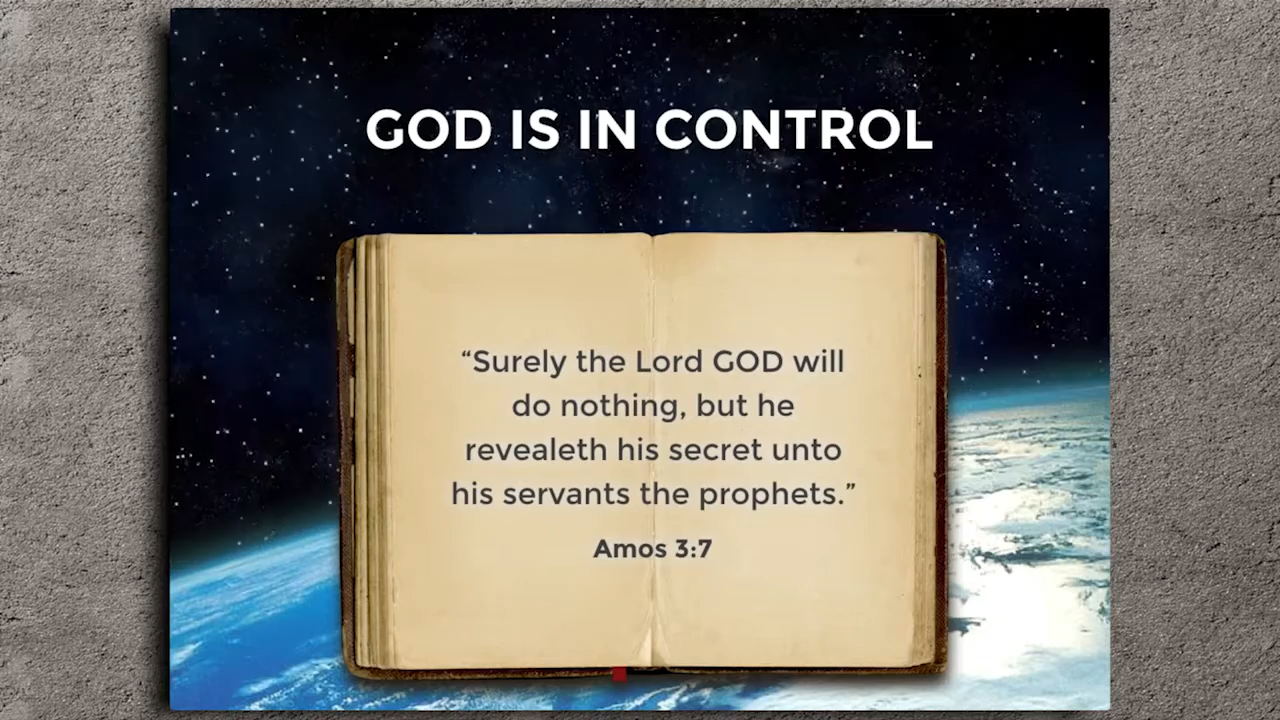 GOD IS IN CONTROL
“Surely the Lord GOD will
do nothing, but he
revealeth his secret unto
his servants the prophets.”
Amos 3:7